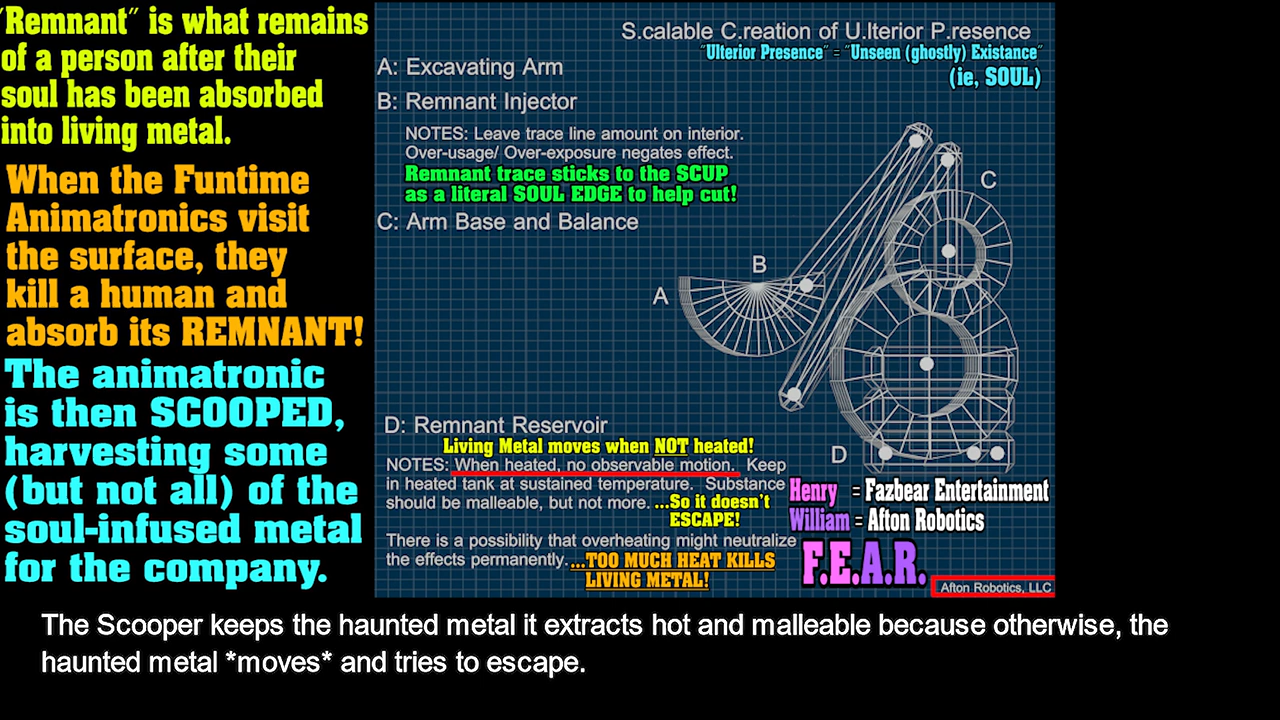 "Remnant" is what remains
of a person after their
soul has been absorbed
into living metal.
When the Funtime
Animatronics visit
the surface, they
kill a human and
absorb its REMNANT!
The animatronic
is then SCOOPED,
harvesting some
(but not all) of the
soul-infused metal
for the company.
S.calable C.reation of U.lterior P.resence
"Ulterior Presence" = "Unseen (ghostly) Existance"
(ie, SOUL)
A: Excavating Arm
B: Remnant Injector
NOTES: Leave trace line amount on interior.
Over-usage/ Over-exposure negates effect.
Remnant trace sticks to the SCUP
as a literal SOUL EDGE to help cut!
C: Arm Base and Balance
C
B
A
D
D: Remnant Reservoir
Living Metal moves when NOT heated!
NOTES: When heated, no observable motion. Keep
in heated tank at sustained temperature. Substance
should be malleable, but not more. ...So it doesn't
ESCAPE!
There is a possibility that overheating might neutralize
the effects permanently. ...TOO MUCH HEAT KILLS
LIVING METAL!
Henry = Fazbear Entertainment
William = Afton Robotics
F.E.A.R.
Afton Robotics, LLC
The Scooper keeps the haunted metal it extracts hot and malleable because otherwise, the
haunted metal *moves* and tries to escape.